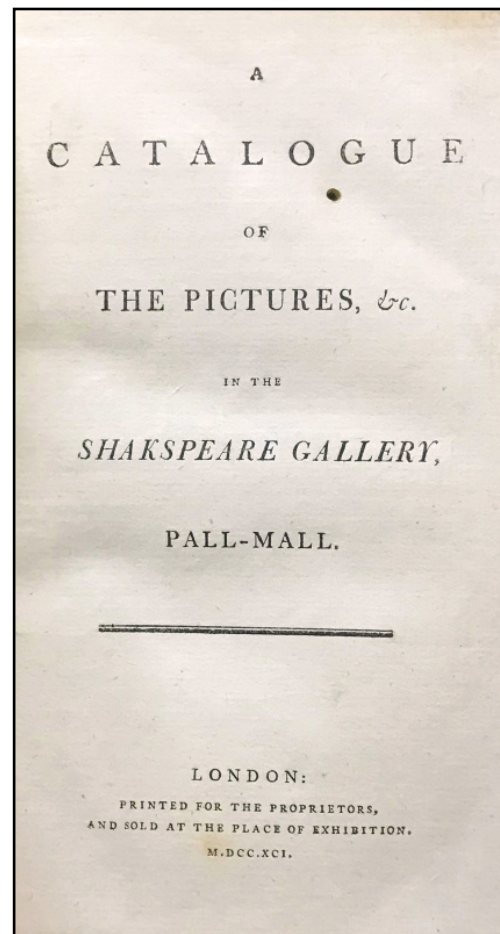 A
CATALOGUE
OF
THE PICTURES, &c.
IN THE
SHAKSPEARE GALLERY,
PALL-MALL.
LONDON:
PRINTED FOR THE PROPRIETORS,
AND SOLD AT THE PLACE OF EXHIBITION.
M.DCC.XCI.